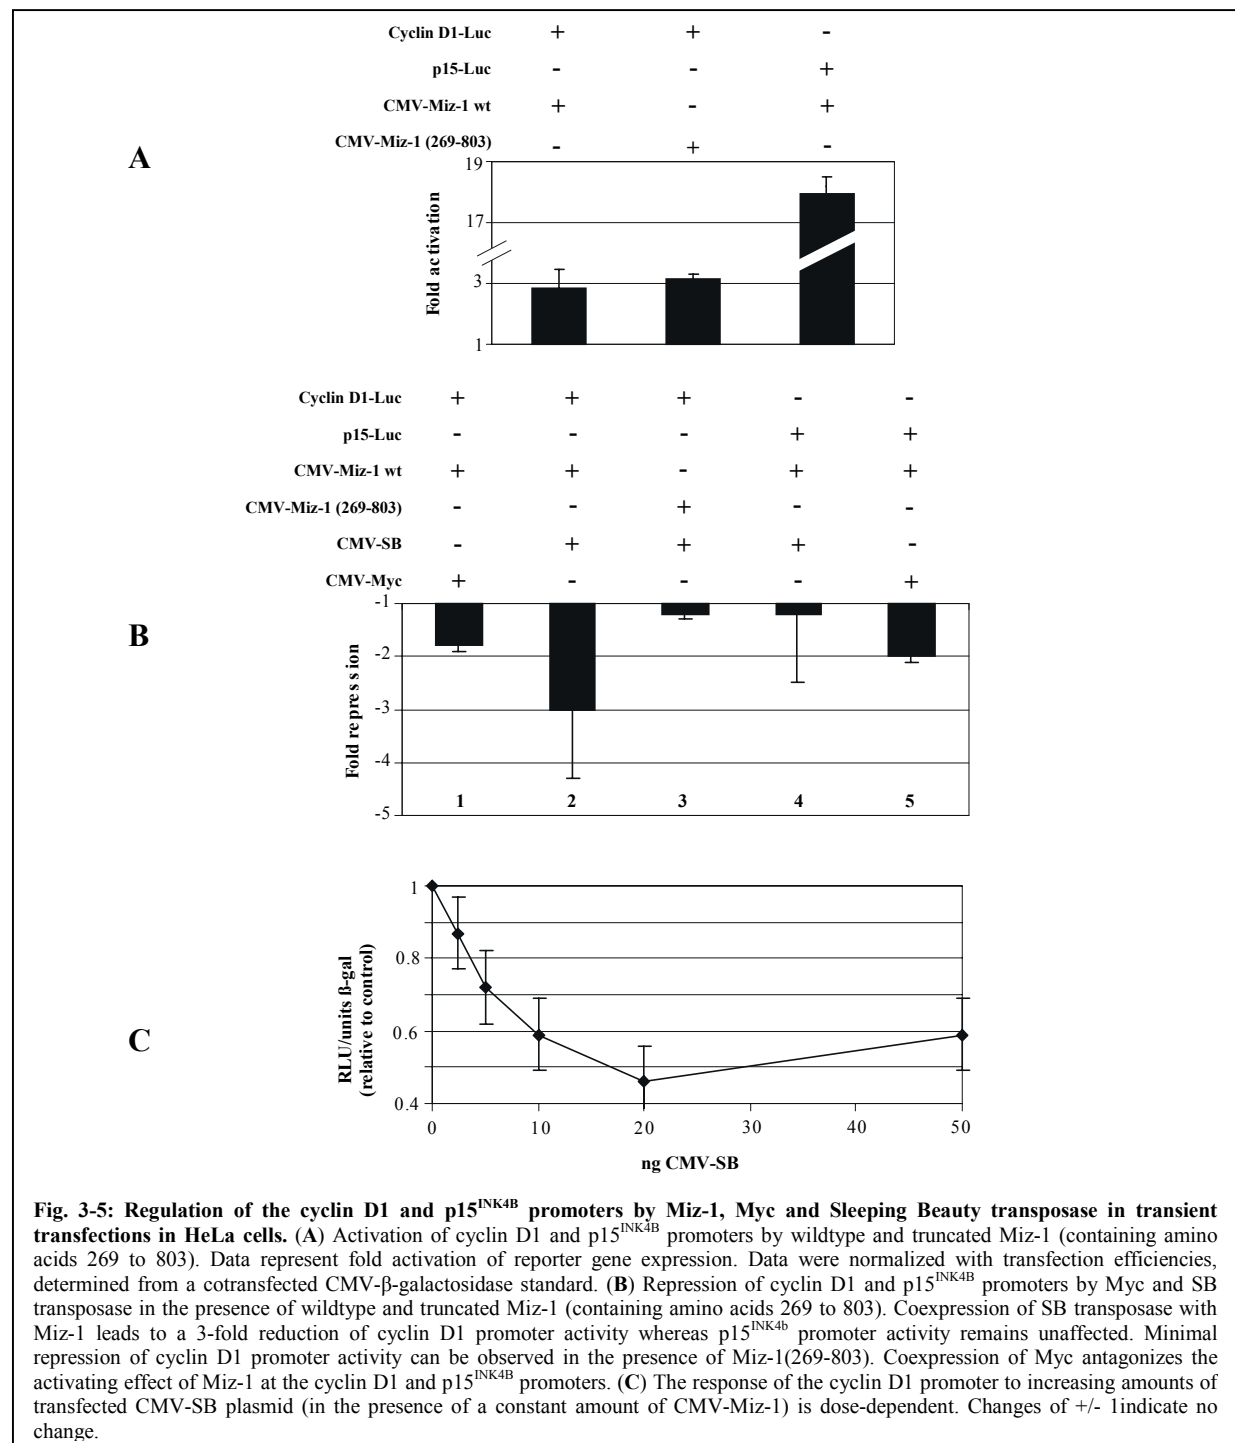 Cyclin D1-Luc + + -
p15-Luc - - +
CMV-Miz-1 wt + - +
CMV-Miz-1 (269-803) - + -
A
19
17
3
1
Fold activation
Cyclin D1-Luc + + + - -
p15-Luc - - - + +
CMV-Miz-1 wt + + - + +
CMV-Miz-1 (269-803) - - + - -
CMV-SB - + + + -
CMV-Myc + - - - +
B
-1
-2
-3
-4
-5
Fold repression
1 2 3 4 5
C
1
0.8
0.6
0.4
RLU/units ß-gal
(relative to control)
0 10 20 30 40 50
ng CMV-SB
Fig. 3-5: Regulation of the cyclin D1 and p15INK4B promoters by Miz-1, Myc and Sleeping Beauty transposase in transient
transfections in HeLa cells. (A) Activation of cyclin D1 and p15INK4B promoters by wildtype and truncated Miz-1 (containing amino
acids 269 to 803). Data represent fold activation of reporter gene expression. Data were normalized with transfection efficiencies,
determined from a cotransfected CMV-β-galactosidase standard. (B) Repression of cyclin D1 and p15INK4B promoters by Myc and SB
transposase in the presence of wildtype and truncated Miz-1 (containing amino acids 269 to 803). Coexpression of SB transposase with
Miz-1 leads to a 3-fold reduction of cyclin D1 promoter activity whereas p15INK4b promoter activity remains unaffected. Minimal
repression of cyclin D1 promoter activity can be observed in the presence of Miz-1(269-803). Coexpression of Myc antagonizes the
activating effect of Miz-1 at the cyclin D1 and p15INK4B promoters. (C) The response of the cyclin D1 promoter to increasing amounts of
transfected CMV-SB plasmid (in the presence of a constant amount of CMV-Miz-1) is dose-dependent. Changes of +/- 1indicate no
change.